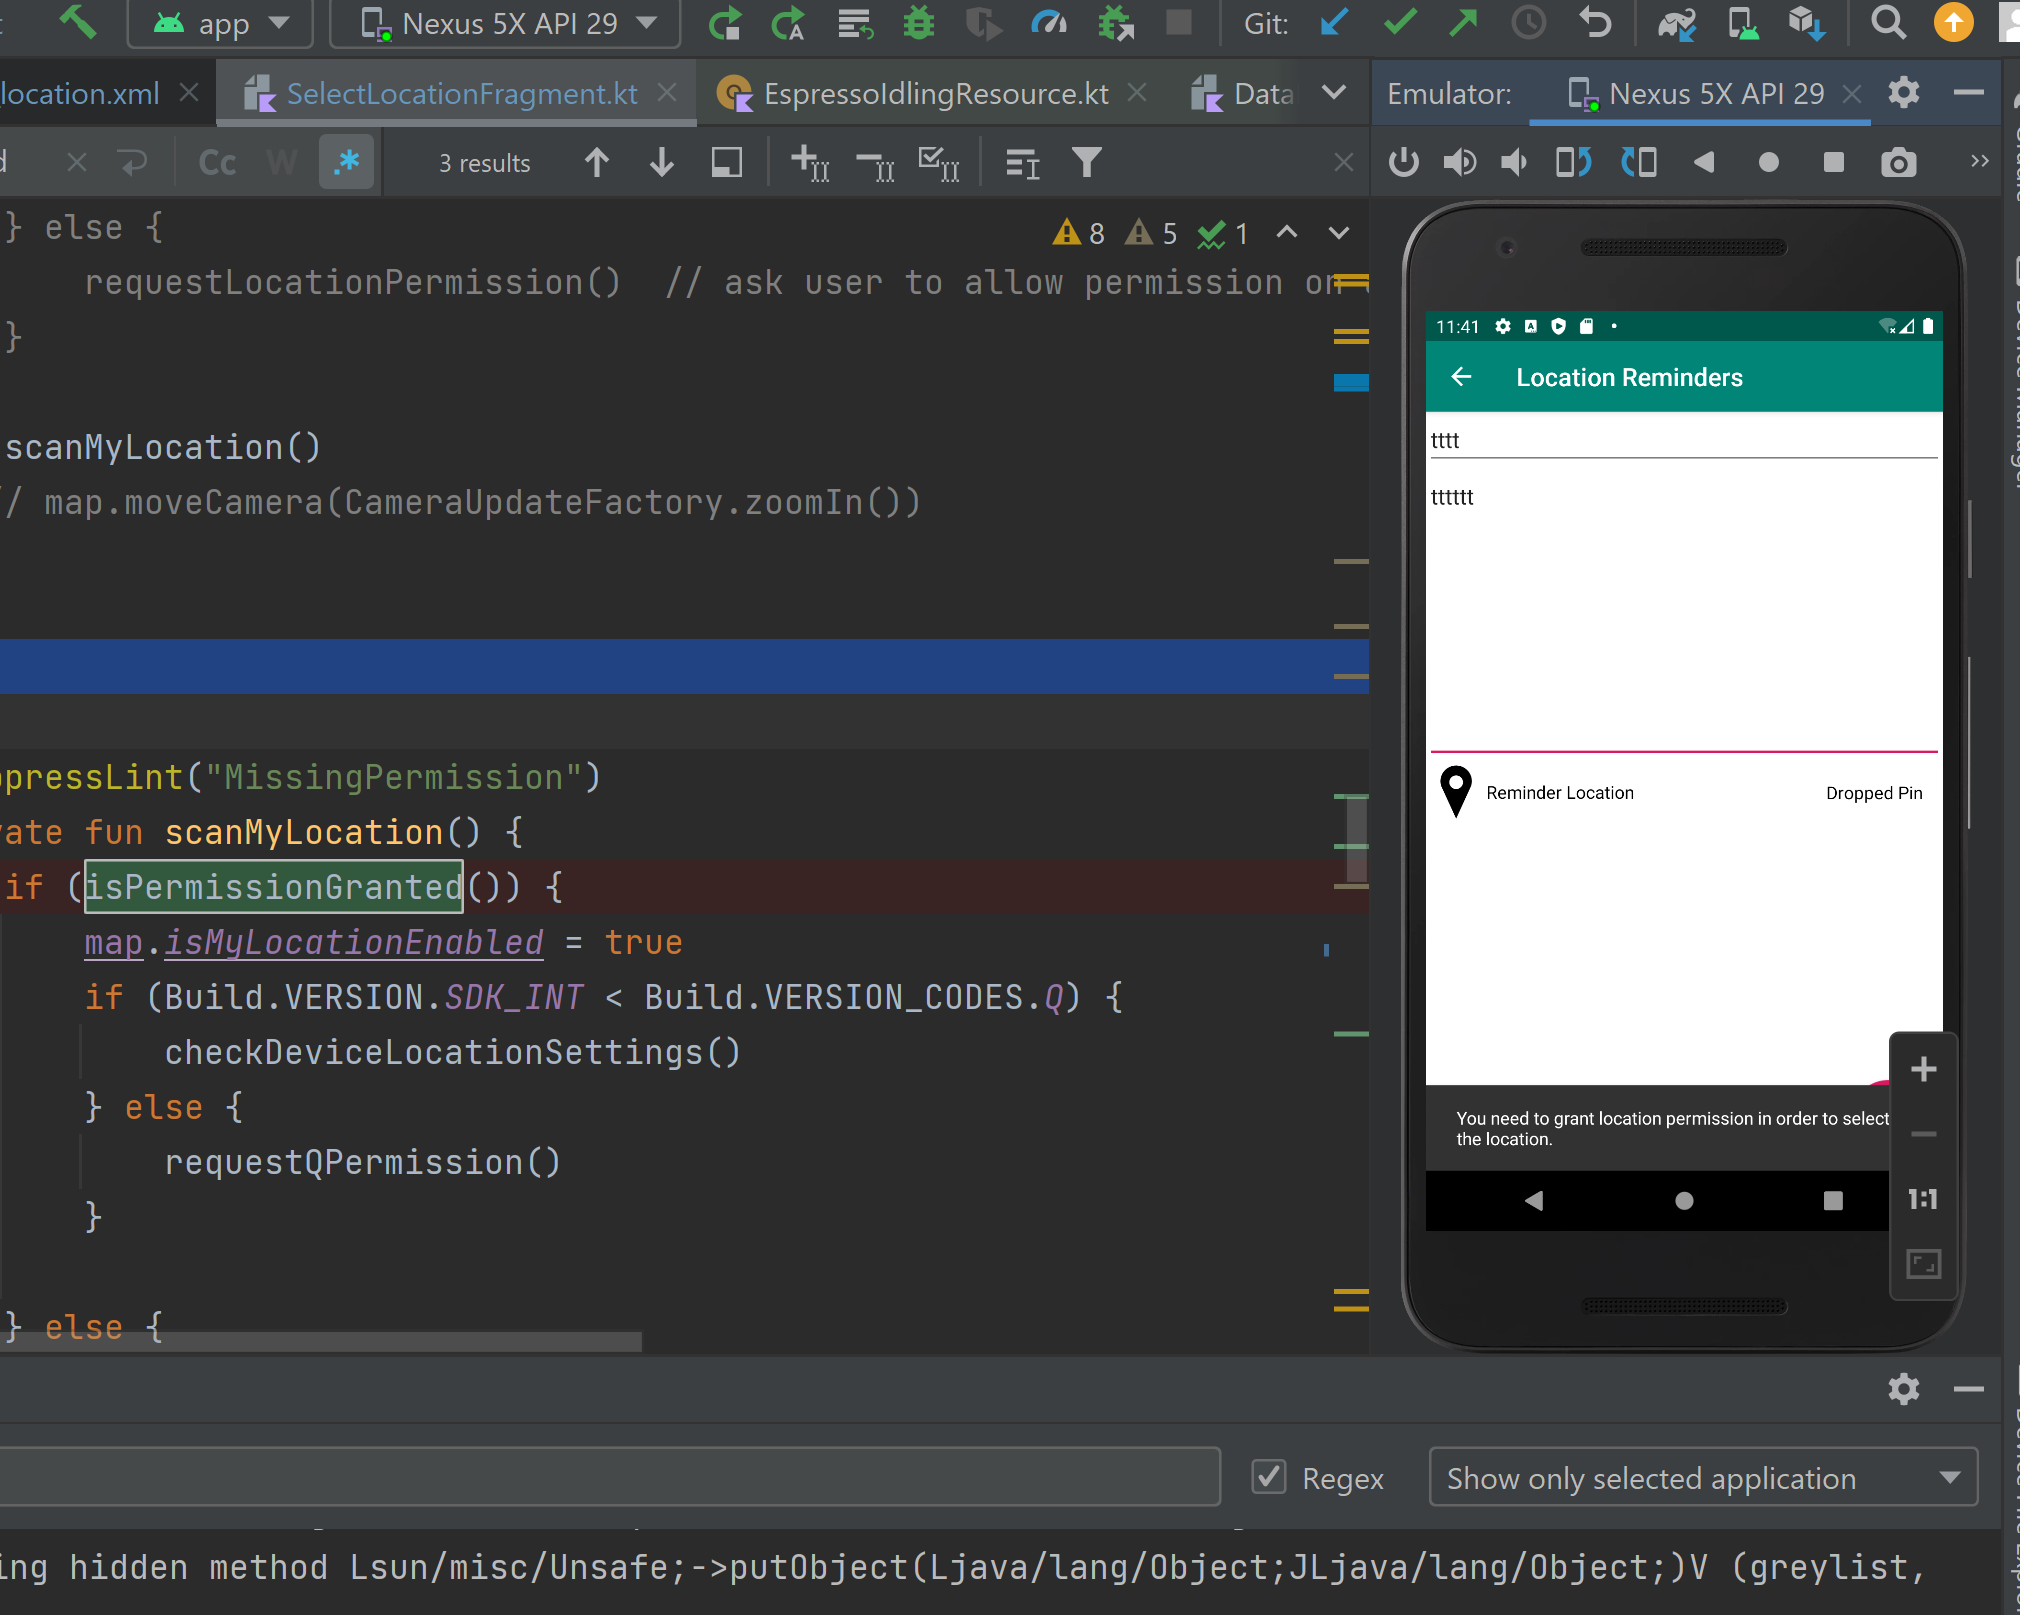 app
Nexus 5X API 29
Git:
location.xml
SelectLocationFragment.kt
EspressoIdlingResource.kt
Data
Emulator:
Nexus 5X API 29
Cc
W
.*
3 results
} else {
8
5
1
requestLocationPermission()  // ask user to allow permission on
}
scanMyLocation()
/ map.moveCamera(CameraUpdateFactory.zoomIn())
ppressLint("MissingPermission")
vate fun scanMyLocation() {
if (isPermissionGranted()) {
map.isMyLocationEnabled = true
if (Build.VERSION.SDK_INT < Build.VERSION_CODES.Q) {
checkDeviceLocationSettings()
} else {
requestQPermission()
}
} else {
11:41
Location Reminders
tttt
tttttt
Reminder Location
Dropped Pin
You need to grant location permission in order to select
the location.
1:1
Regex
Show only selected application
ing hidden method Lsun/misc/Unsafe;->putObject(Ljava/lang/Object;JLjava/lang/Object;)V (greylist,